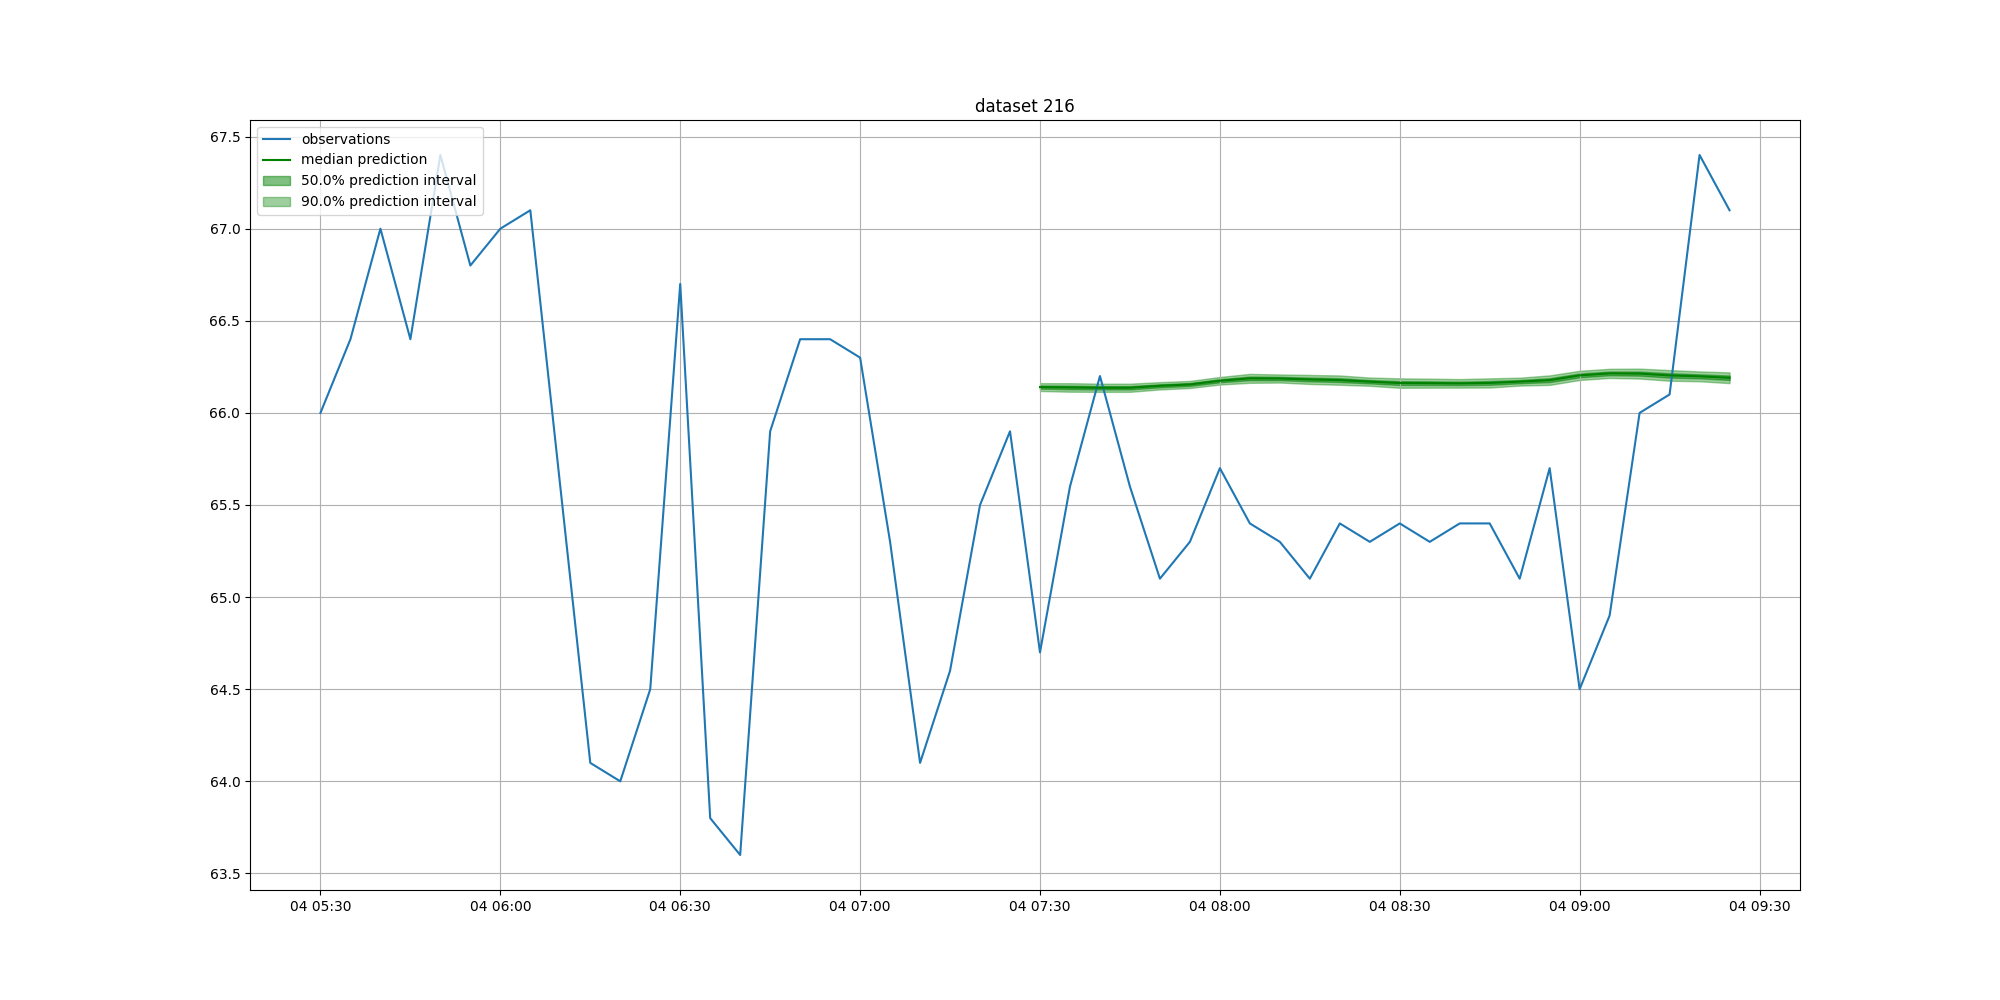 dataset 216
observations
median prediction
50.0% prediction interval
90.0% prediction interval
67.5
67.0
66.5
66.0
65.5
65.0
64.5
64.0
63.5
04 05:30 04 06:00 04 06:30 04 07:00 04 07:30 04 08:00 04 08:30 04 09:00 04 09:30